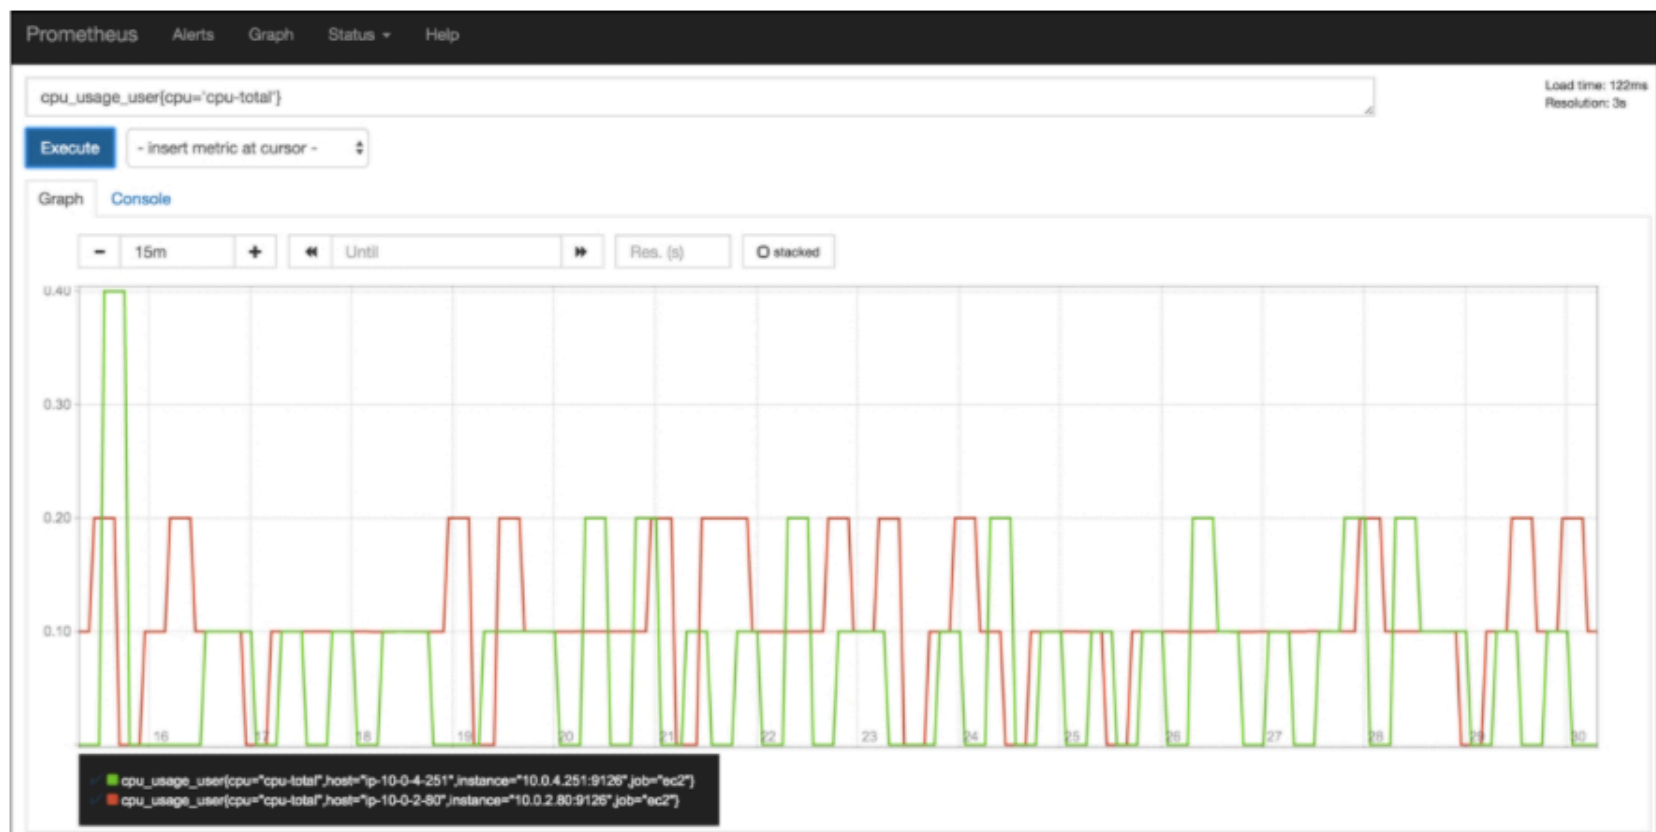 Prometheus Alerts Graph Status Help
cpu_usage_user{cpu='cpu-total'}
Load time: 122ms
Resolution: 3s
Execute - insert metric at cursor -
Graph Console
- 15m + Until Res. (s) stacked
0.40
0.30
0.20
0.10
16 17 18 19 20 21 22 23 24 25 26 27 28 29 30
cpu_usage_user{cpu="cpu-total",host="ip-10-0-4-251",instance="10.0.4.251:9126",job="ec2"}
cpu_usage_user{cpu="cpu-total",host="ip-10-0-2-80",instance="10.0.2.80:9126",job="ec2"}